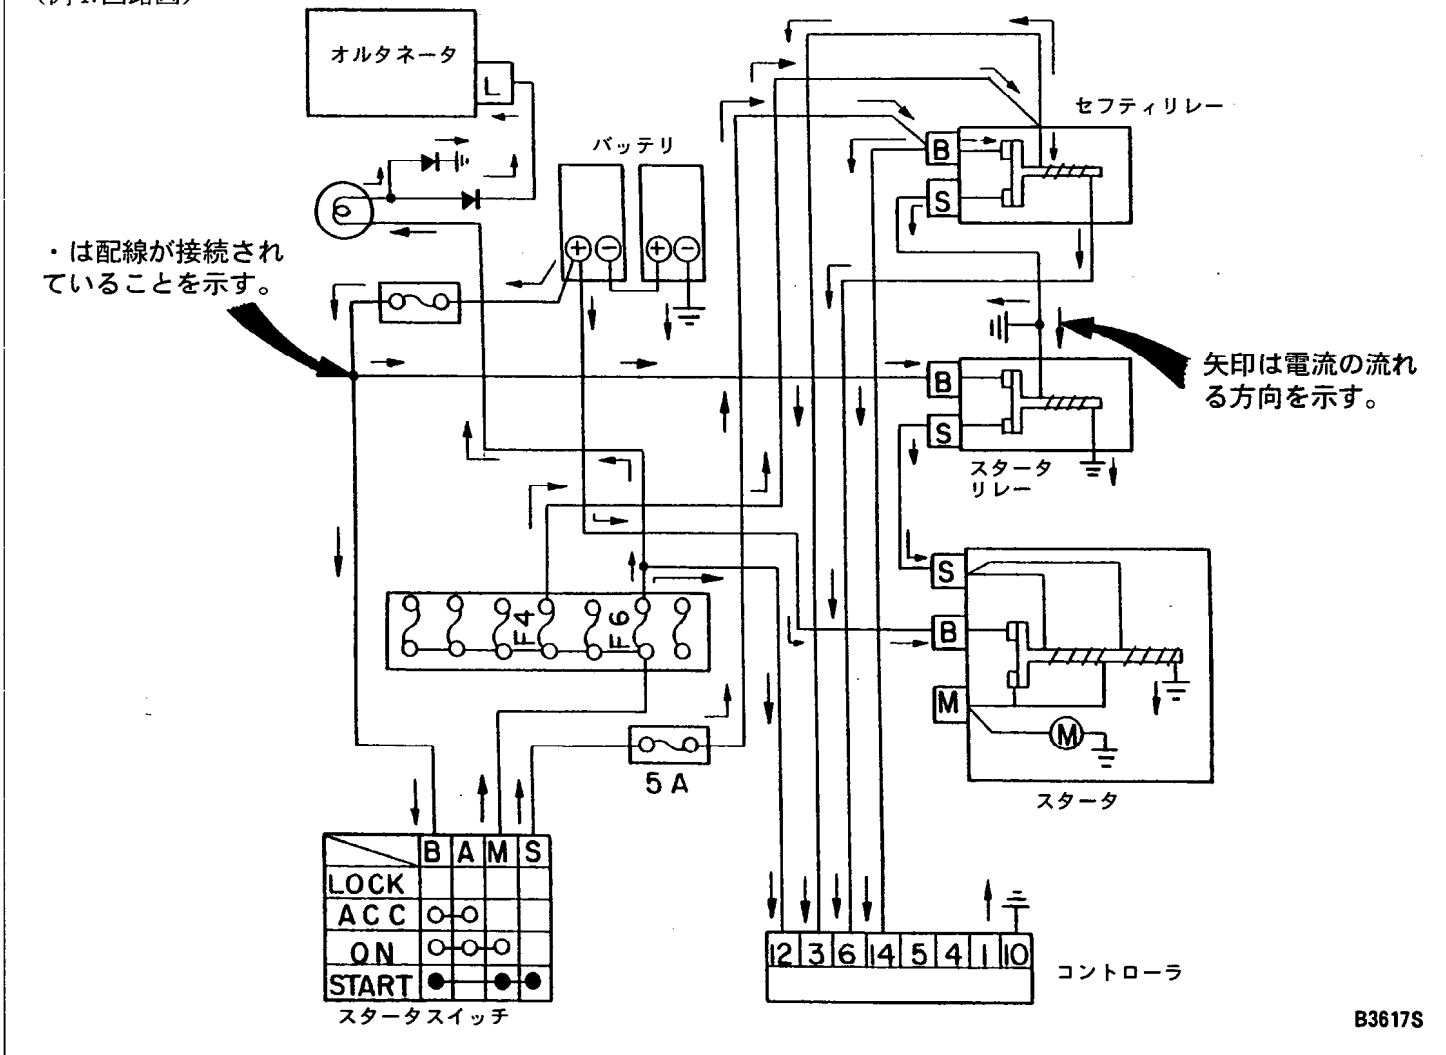 オルタネータ
L
バッテリ
+
−
+
−
セフティリレー
B
S
・は配線が接続され
ていることを示す。
矢印は電流の流れ
る方向を示す。
B
S
スタータ
リレー
F4
F6
S
B
M
M
スタータ
5A
B A M S
LOCK
ACC
ON
START
スタータスイッチ
12 3 6 14 5 4 1 10
コントローラ
B3617S